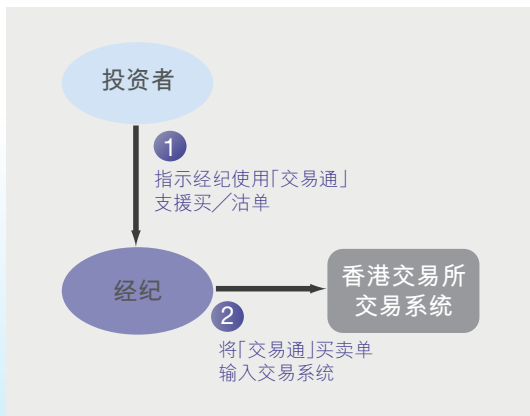 投资者
1
指示经纪使用「交易通」
支援买／沽单
经纪
香港交易所
交易系统
2
将「交易通」买卖单
输入交易系统